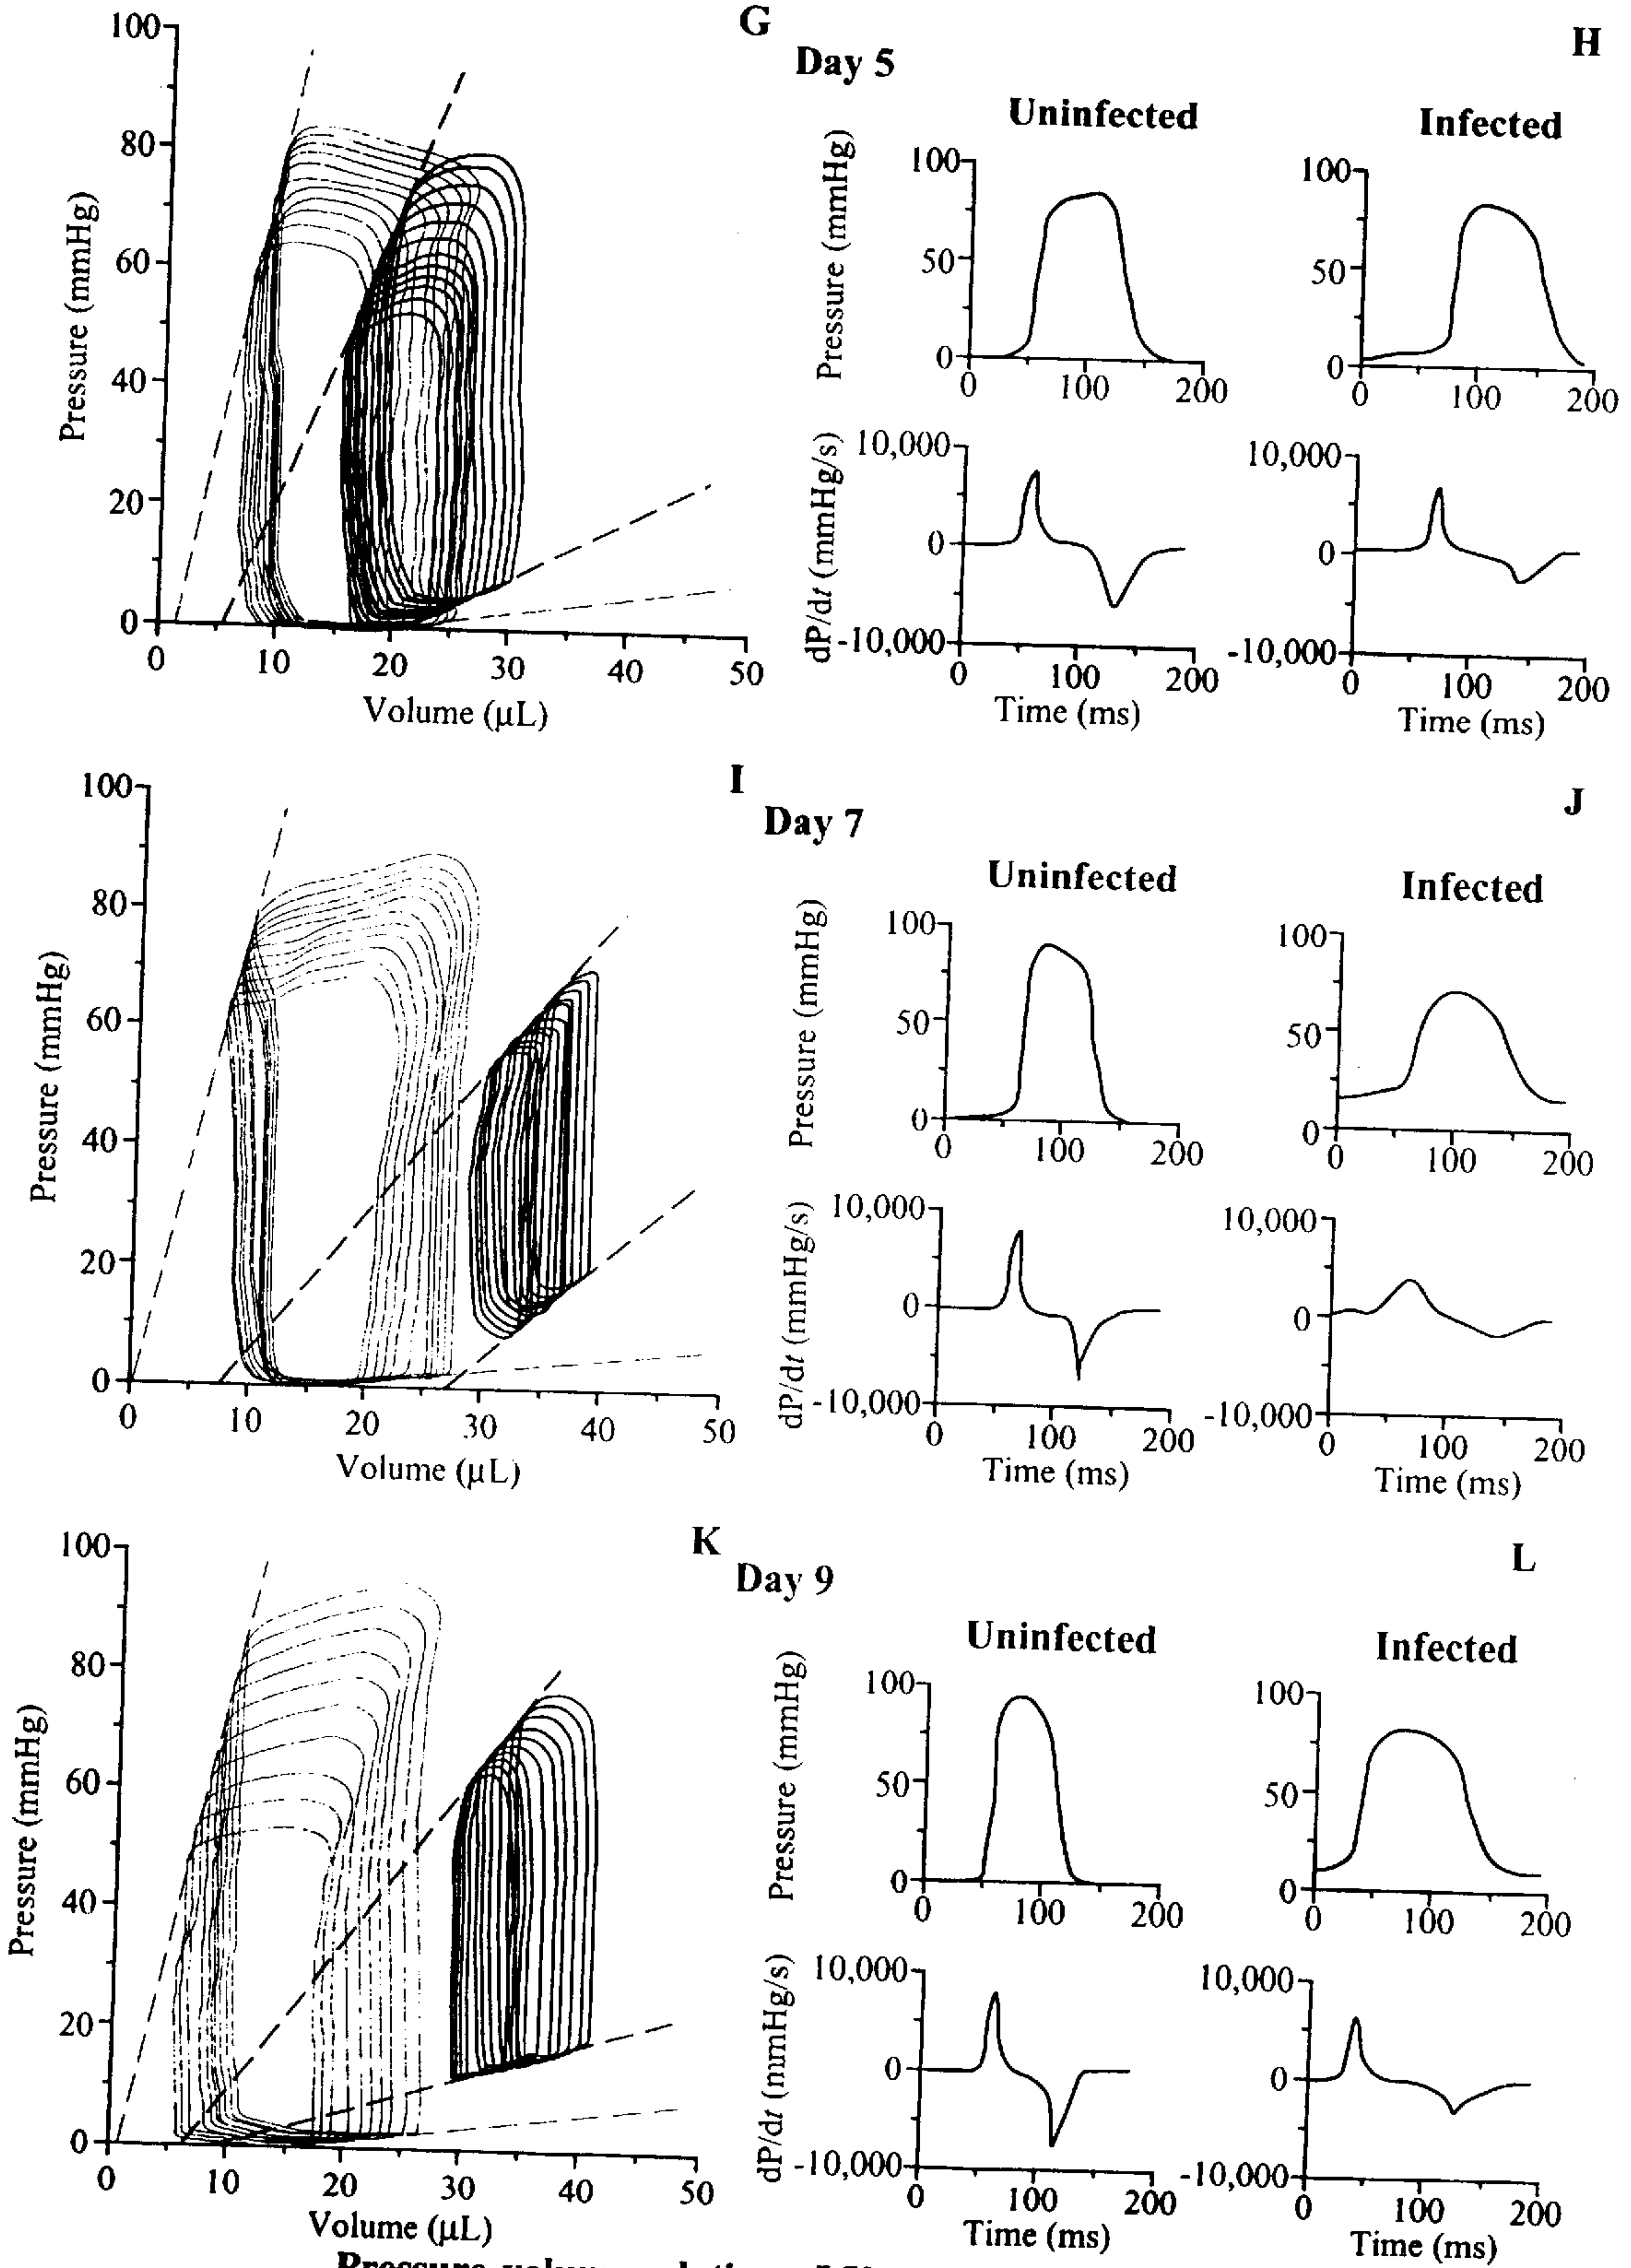 G
Day 5
H
Uninfected
Infected
Pressure (mmHg)
100
80
60
40
20
0
0 10 20 30 40 50
Volume (μL)
Pressure (mmHg)
100
50
0
0 100 200
100
50
0
0 100 200
dP/dt (mmHg/s)
10,000
0
-10,000
0 100 200
Time (ms)
10,000
0
-10,000
0 100 200
Time (ms)
I
Day 7
J
Uninfected
Infected
Pressure (mmHg)
100
80
60
40
20
0
0 10 20 30 40 50
Volume (μL)
Pressure (mmHg)
100
50
0
0 100 200
100
50
0
0 100 200
dP/dt (mmHg/s)
10,000
0
-10,000
0 100 200
Time (ms)
10,000
0
-10,000
0 100 200
Time (ms)
K
Day 9
L
Uninfected
Infected
Pressure (mmHg)
100
80
60
40
20
0
0 10 20 30 40 50
Volume (μL)
Pressure (mmHg)
100
50
0
0 100 200
100
50
0
0 100 200
dP/dt (mmHg/s)
10,000
0
-10,000
0 100 200
Time (ms)
10,000
0
-10,000
0 100 200
Time (ms)